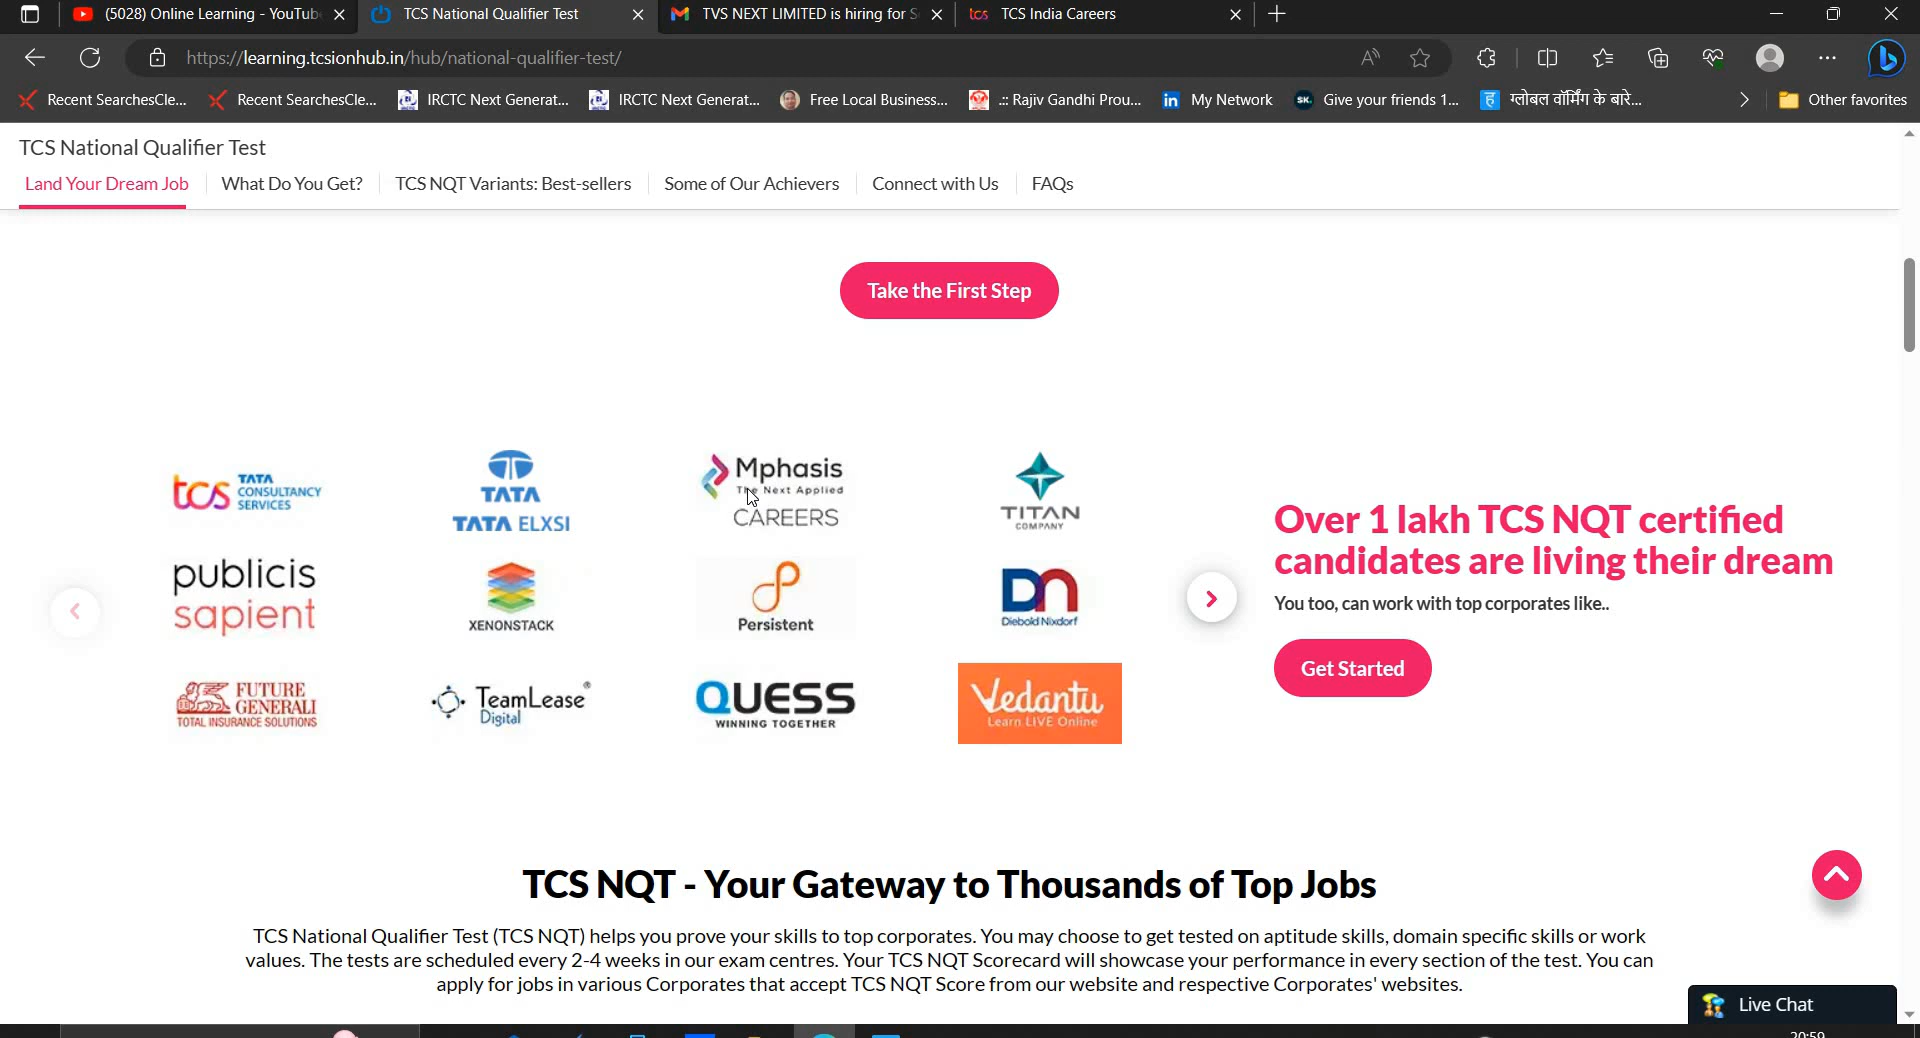 (5028) Online Learning - YouTub
TCS National Qualifier Test
TVS NEXT LIMITED is hiring for S
tcs TCS India Careers
https://learning.tcsionhub.in/hub/national-qualifier-test/
Recent SearchesCle...
Recent SearchesCle...
IRCTC Next Generat...
IRCTC Next Generat...
Free Local Business...
.:: Rajiv Gandhi Prou...
in My Network
SK Give your friends 1...
ह ग्लोबल वॉर्मिंग के बारे...
Other favorites
TCS National Qualifier Test
Land Your Dream Job
What Do You Get?
TCS NQT Variants: Best-sellers
Some of Our Achievers
Connect with Us
FAQs
Take the First Step
tcs TATA
CONSULTANCY
SERVICES
TATA
TATA ELXSI
Mphasis
The Next Applied
CAREERS
TITAN
COMPANY
publicis
sapient
XENONSTACK
Persistent
DN
Diebold Nixdorf
FUTURE
GENERALI
TOTAL INSURANCE SOLUTIONS
TeamLease®
Digital
QUESS
WINNING TOGETHER
Vedantu
Learn LIVE Online
Over 1 lakh TCS NQT certified
candidates are living their dream
You too, can work with top corporates like..
Get Started
TCS NQT - Your Gateway to Thousands of Top Jobs
TCS National Qualifier Test (TCS NQT) helps you prove your skills to top corporates. You may choose to get tested on aptitude skills, domain specific skills or work
values. The tests are scheduled every 2-4 weeks in our exam centres. Your TCS NQT Scorecard will showcase your performance in every section of the test. You can
apply for jobs in various Corporates that accept TCS NQT Score from our website and respective Corporates' websites.
Live Chat
20:59